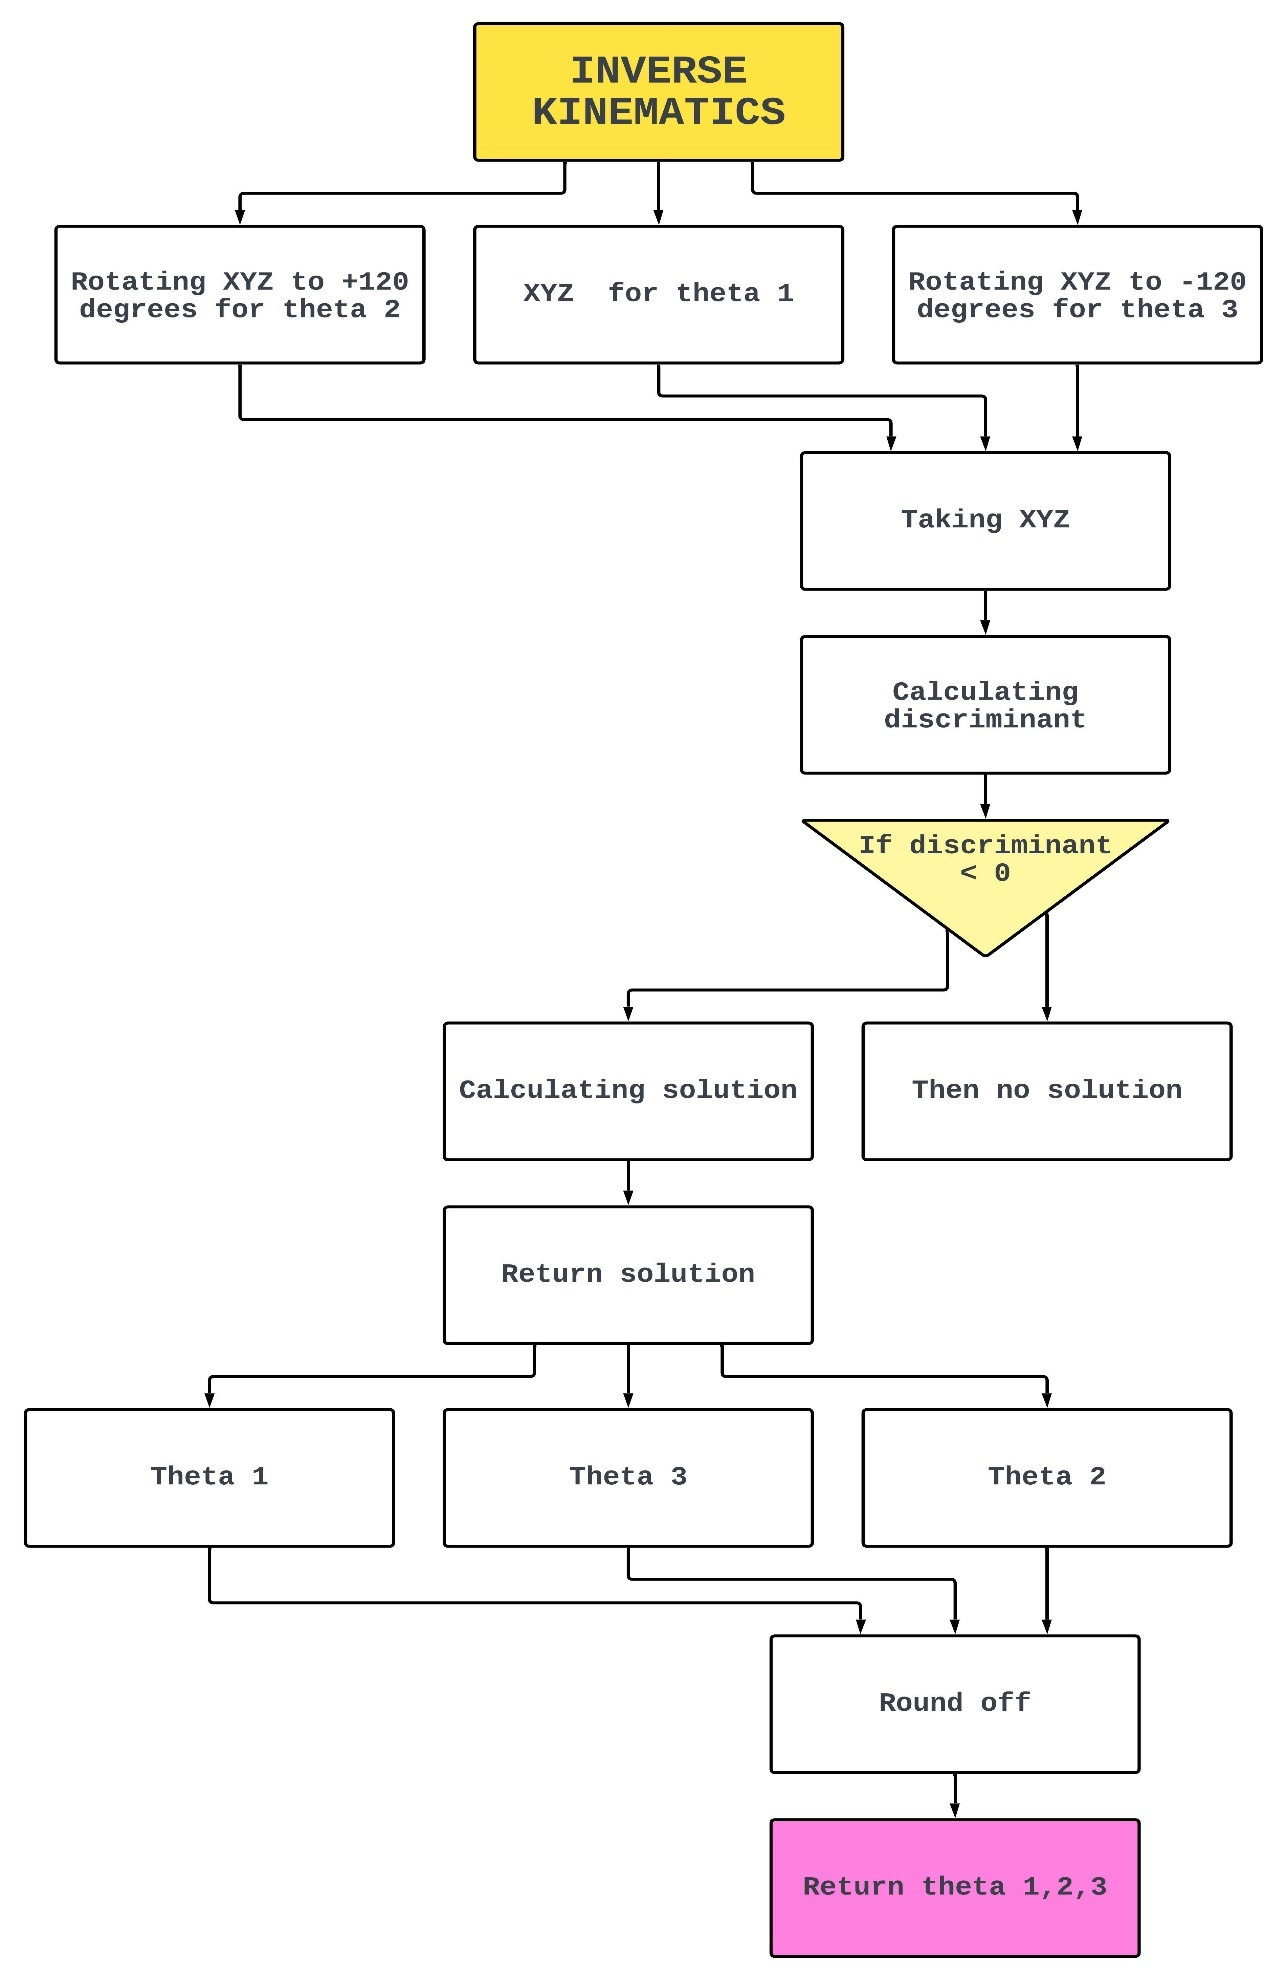 INVERSE
KINEMATICS
Rotating XYZ to +120
degrees for theta 2
XYZ  for theta 1
Rotating XYZ to -120
degrees for theta 3
Taking XYZ
Calculating
discriminant
If discriminant
< 0
Calculating solution
Then no solution
Return solution
Theta 1
Theta 3
Theta 2
Round off
Return theta 1,2,3